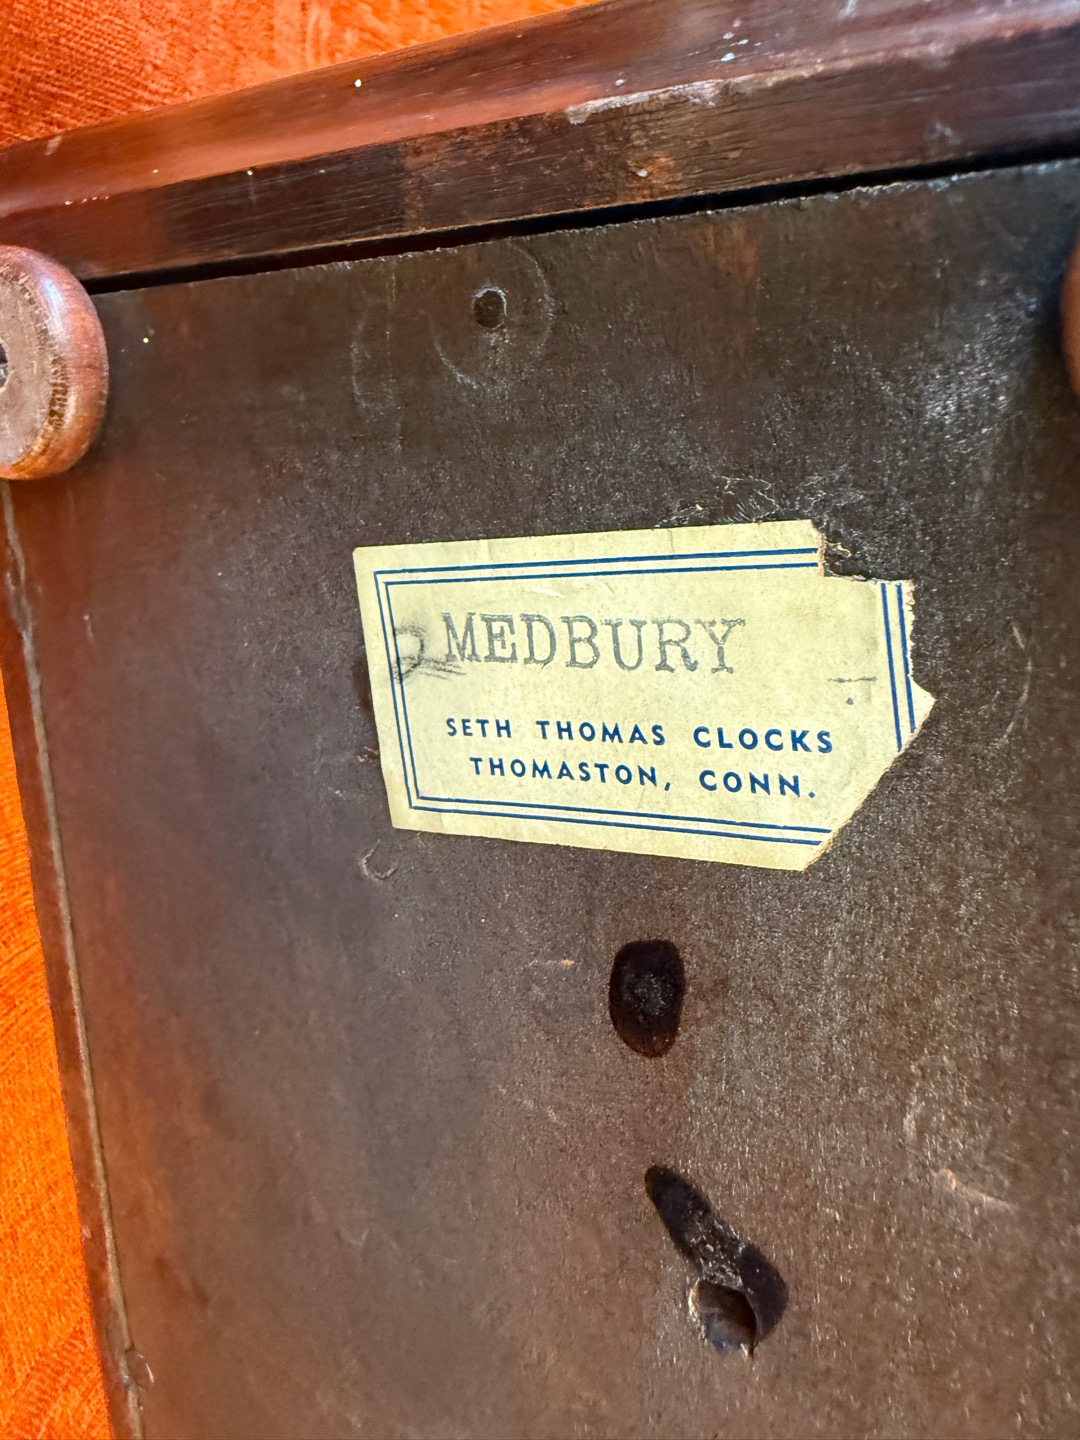 MEDBURY
SETH THOMAS CLOCKS
THOMASTON, CONN.